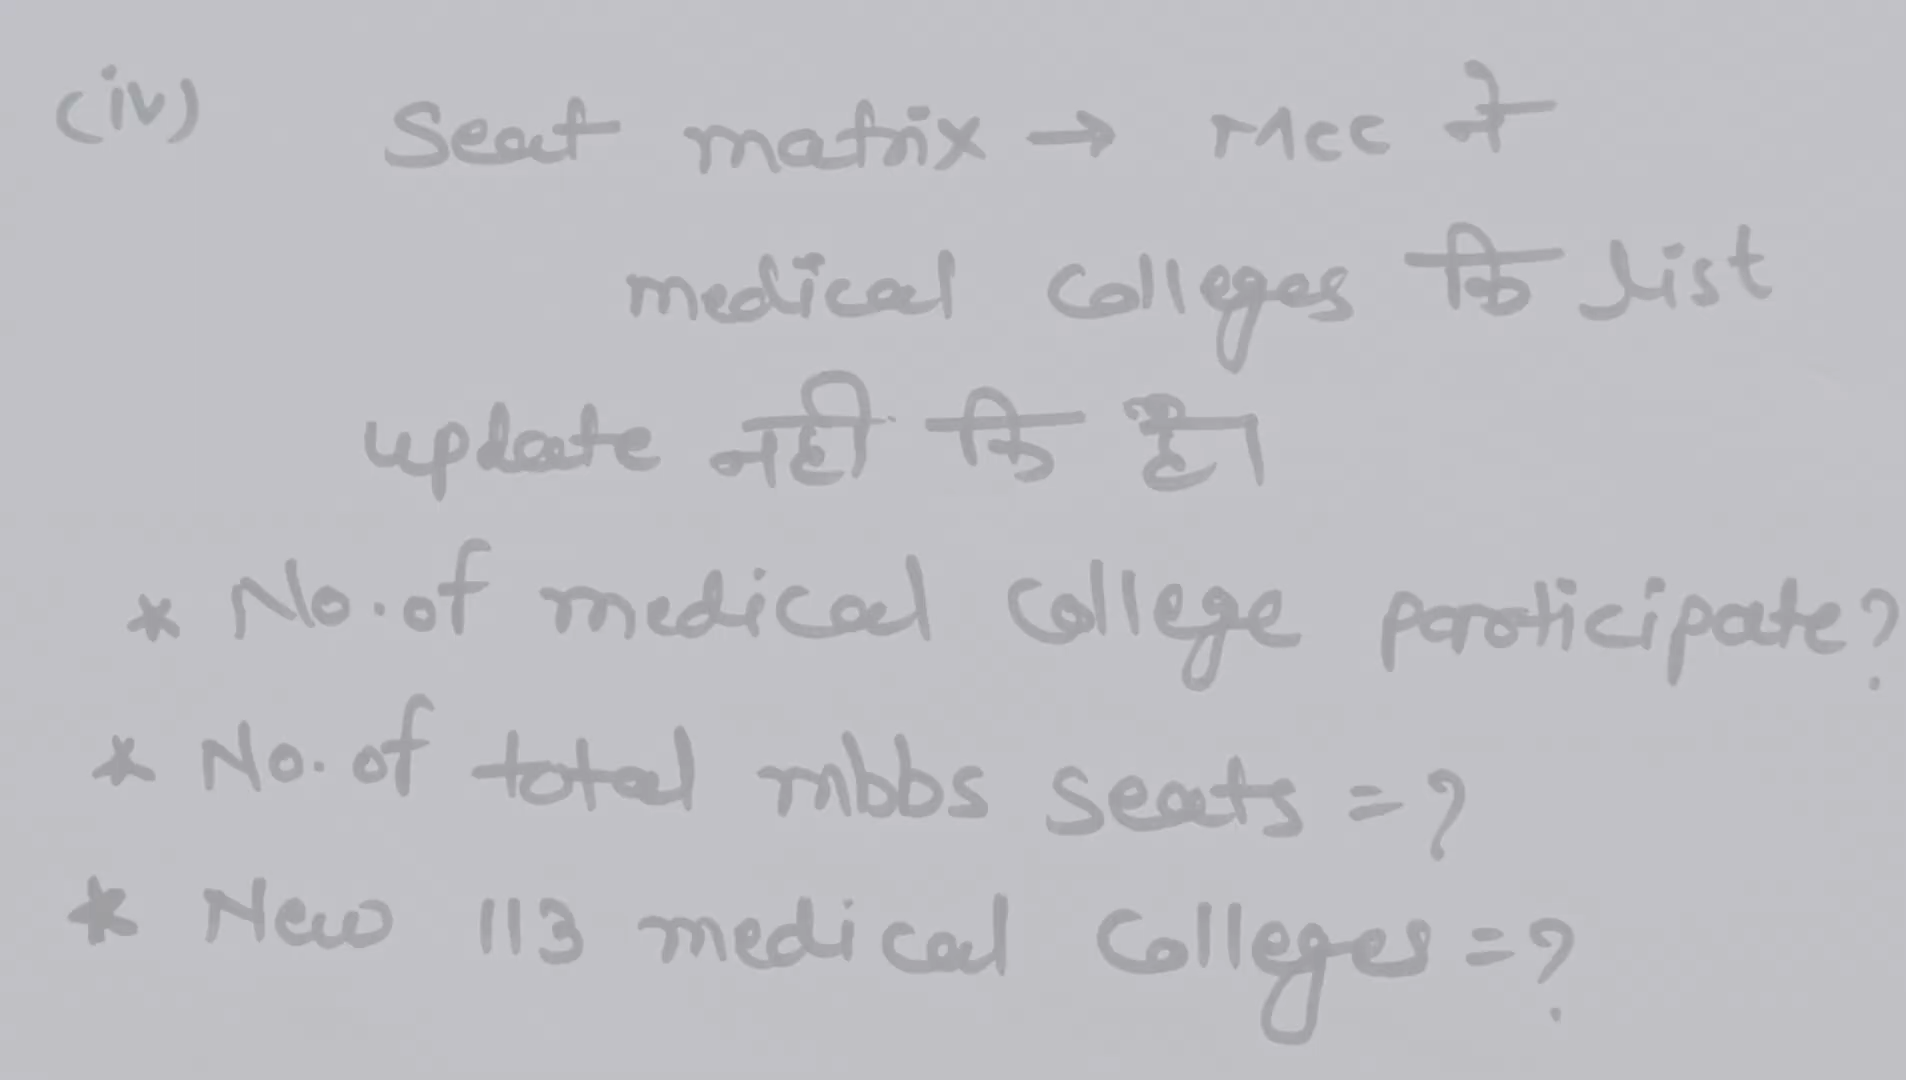 (iv) Seat matrix → MCC ने
medical colleges कि list
update नही कि है।
* No. of medical college participate?
* No. of total mbbs seats = ?
* New 113 medical colleges = ?